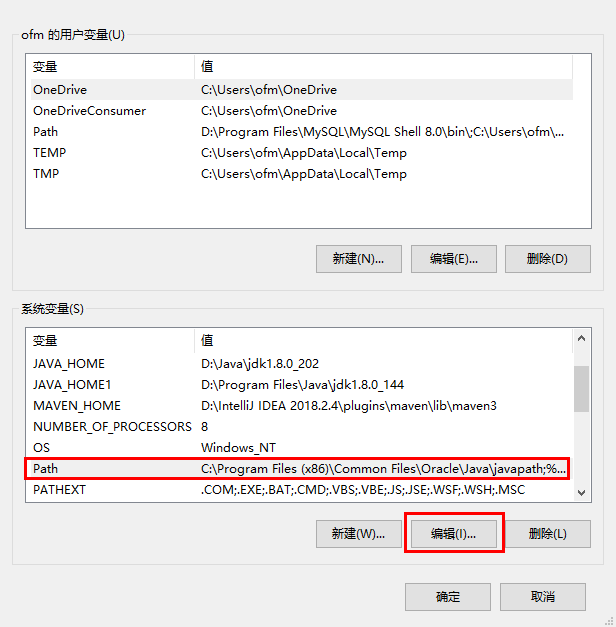 ofm 的用户变量(U)
变量 值
OneDrive C:\Users\ofm\OneDrive
OneDriveConsumer C:\Users\ofm\OneDrive
Path D:\Program Files\MySQL\MySQL Shell 8.0\bin\;C:\Users\ofm\...
TEMP C:\Users\ofm\AppData\Local\Temp
TMP C:\Users\ofm\AppData\Local\Temp
新建(N)... 编辑(E)... 删除(D)
系统变量(S)
变量 值
JAVA_HOME D:\Java\jdk1.8.0_202
JAVA_HOME1 D:\Program Files\Java\jdk1.8.0_144
MAVEN_HOME D:\IntelliJ IDEA 2018.2.4\plugins\maven\lib\maven3
NUMBER_OF_PROCESSORS 8
OS Windows_NT
Path C:\Program Files (x86)\Common Files\Oracle\Java\javapath;%...
PATHEXT .COM;.EXE;.BAT;.CMD;.VBS;.VBE;.JS;.JSE;.WSF;.WSH;.MSC
新建(W)... 编辑(I)... 删除(L)
确定 取消